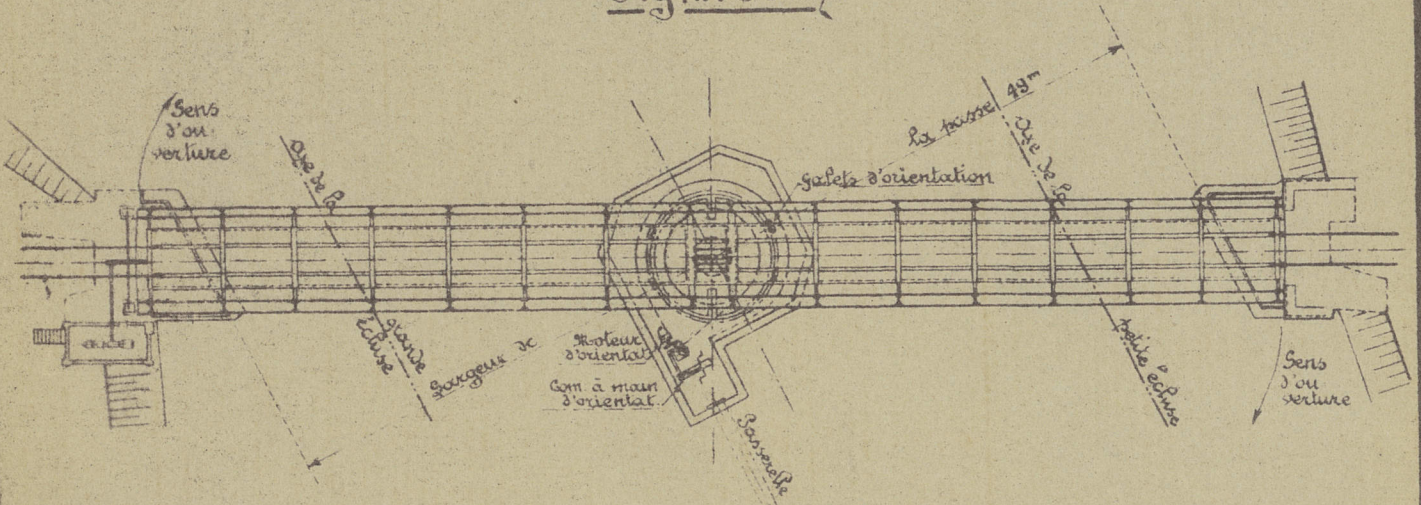 Sens
d'ou-
verture
axe de la
grande
écluse
Largeur de
la passe 49m
axe de la
petite écluse
galets d'orientation
Moteur
d'orientat.
Com. à main
d'orientat.
Passerelle
Sens
d'ou
verture